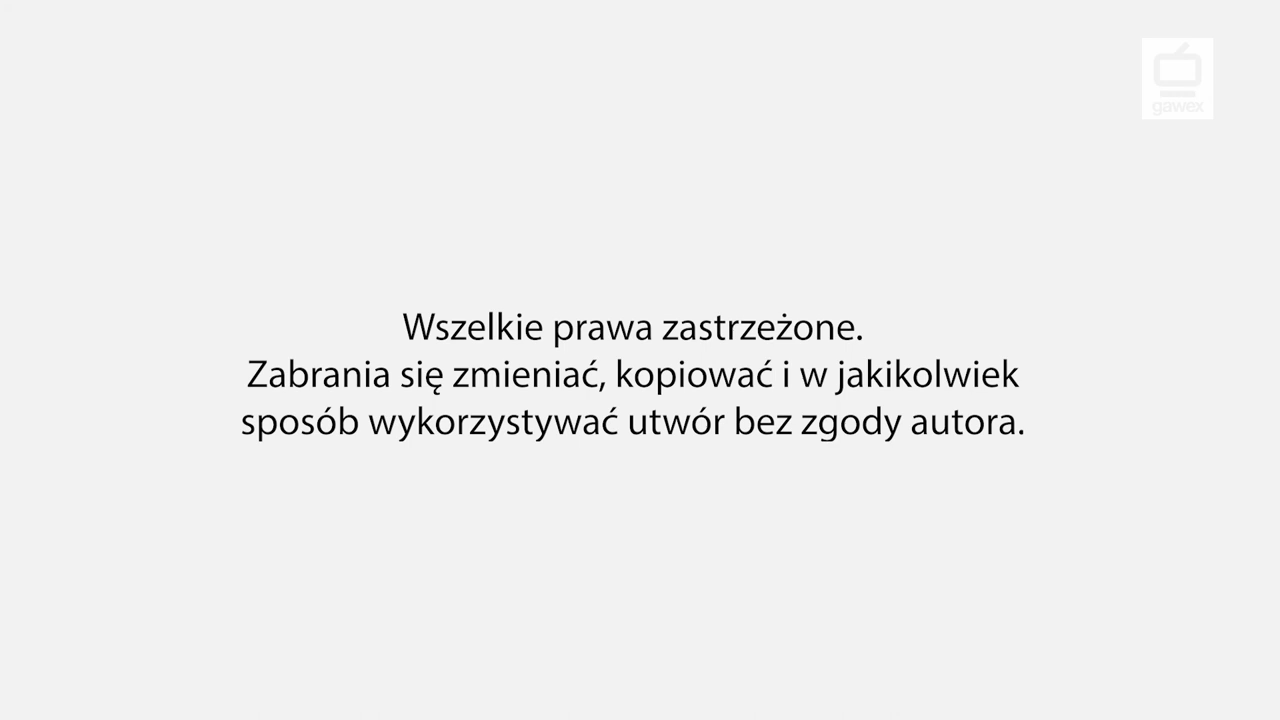 gawex
Wszelkie prawa zastrzeżone.
Zabrania się zmieniać, kopiować i w jakikolwiek
sposób wykorzystywać utwór bez zgody autora.